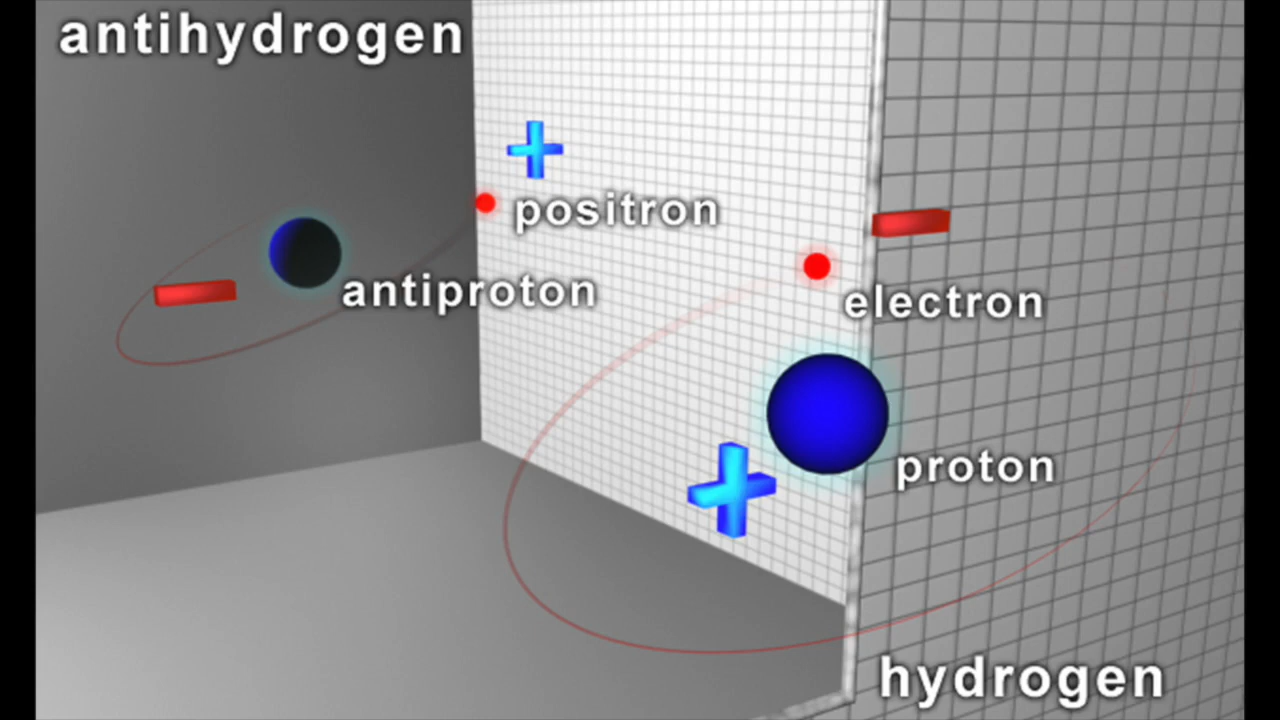 antihydrogen
positron
antiproton
electron
proton
hydrogen